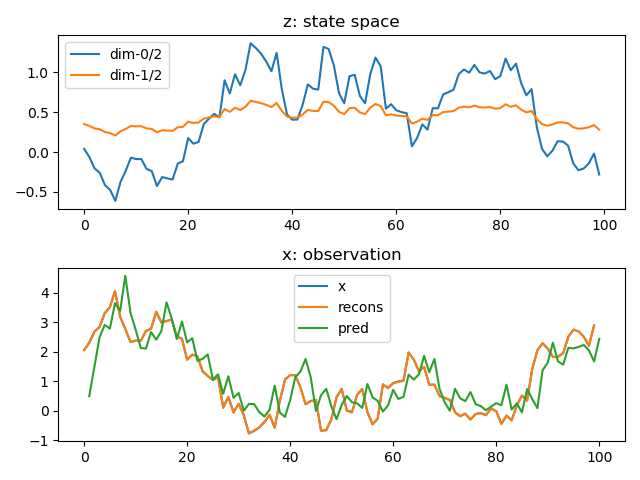 z: state space
dim-0/2
dim-1/2
1.0
0.5
0.0
−0.5
0 20 40 60 80 100
x: observation
x
recons
pred
4
3
2
1
0
−1
0 20 40 60 80 100